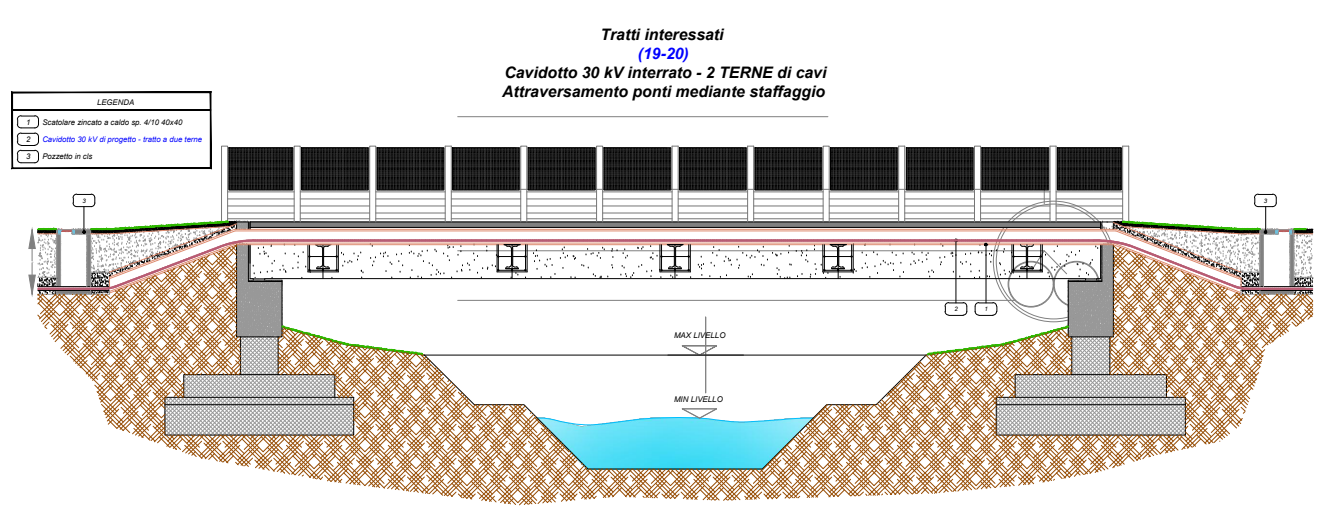 Tratti interessati
(19-20)
Cavidotto 30 kV interrato - 2 TERNE di cavi
Attraversamento ponti mediante staffaggio
LEGENDA
1 Scatolare zincato a caldo sp. 4/10 40x40
2 Cavidotto 30 kV di progetto - tratto a due terne
3 Pozzetto in cls
3
3
2
1
MAX LIVELLO
MIN LIVELLO